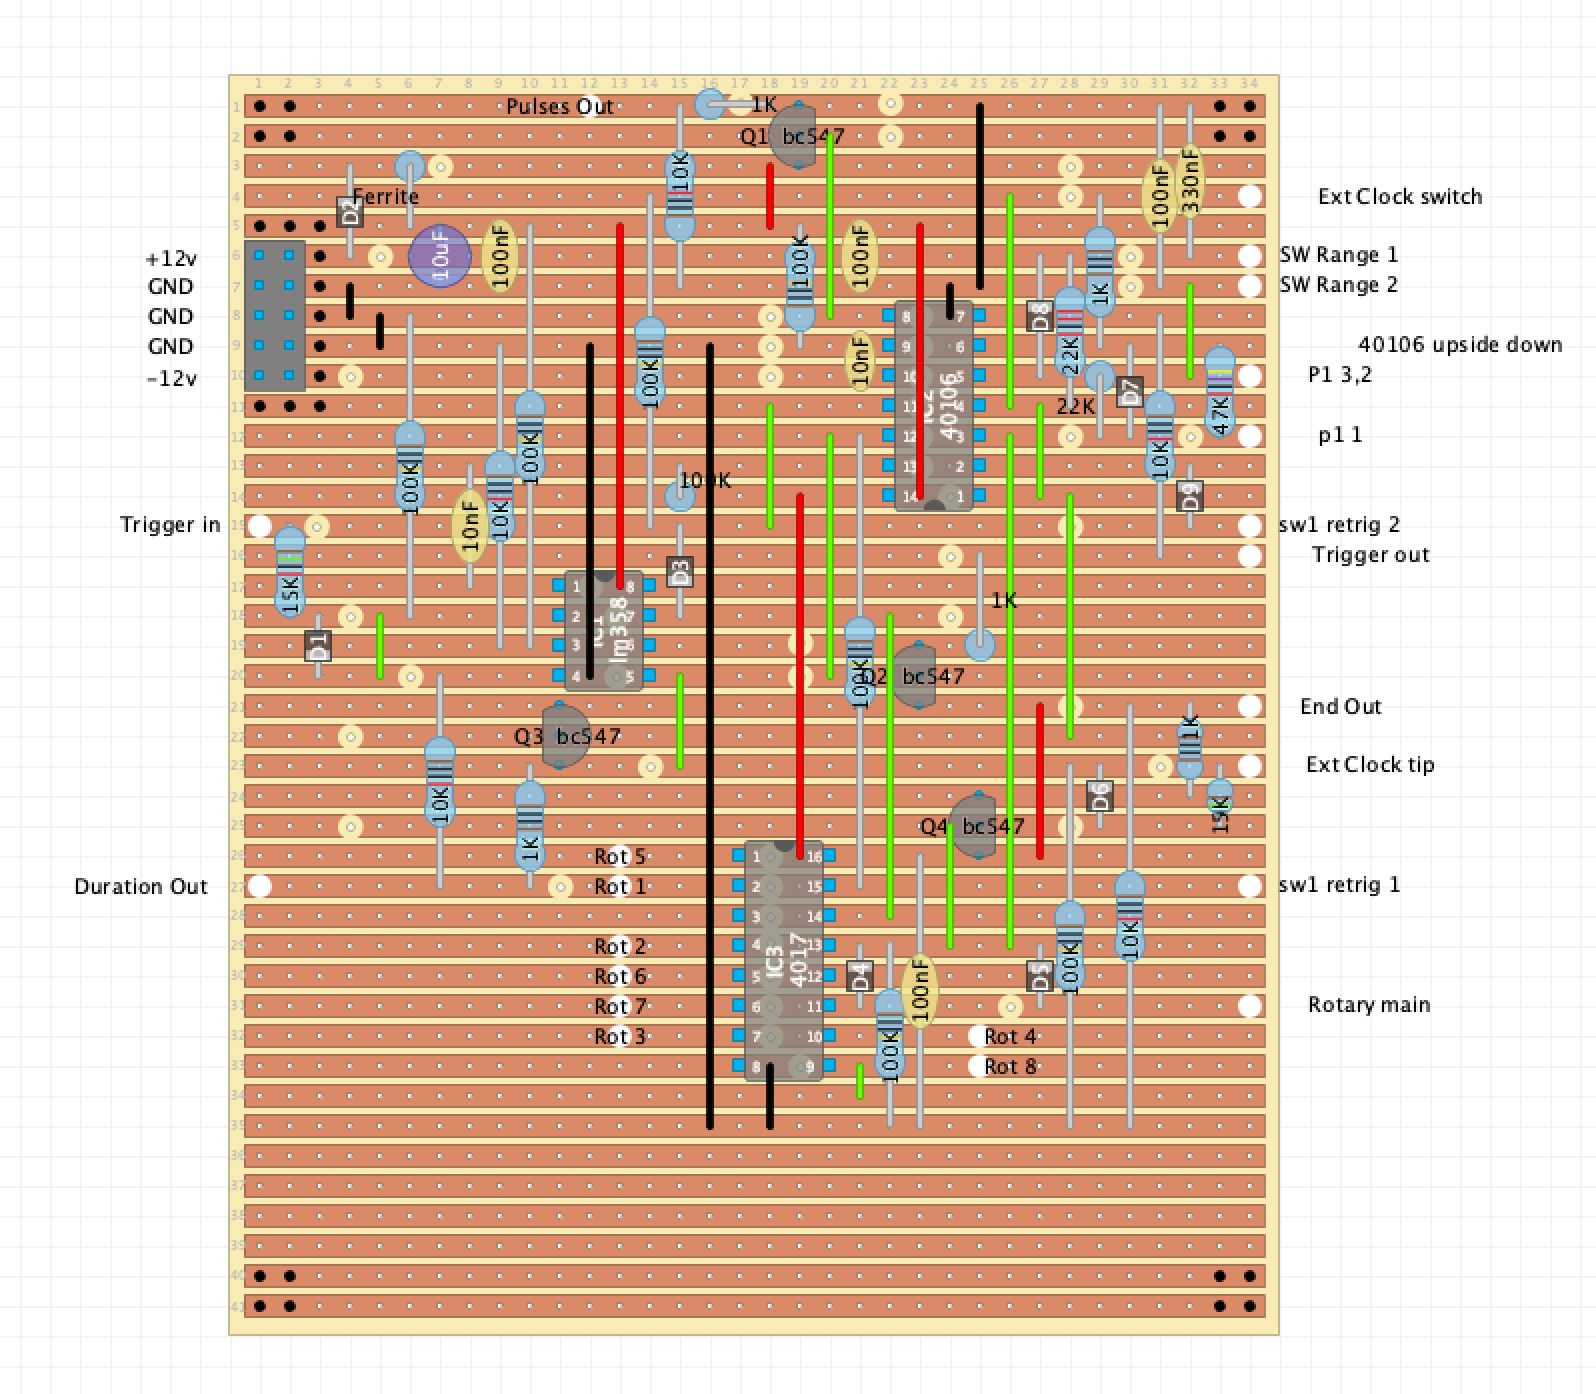 1 2 3 4 5 6 7 8 9 10 11 12 13 14 15 16 17 18 19 20 21 22 23 24 25 26 27 28 29 30 31 32 33 34
1
Pulses Out
1K
2
Q1 bc547
3
10K
100nF
330nF
4
D2
Ferrite
Ext Clock switch
5
+12v
6
10uF
100nF
100K
100nF
1K
SW Range 1
GND
7
SW Range 2
GND
8
8 7
D8
22K
GND
9
100K
10nF
9 6
40106 upside down
-12v
10
10 5
D7
P1 3,2
11
IC2
40106
11 4
22K
47K
12
100K
100K
12 3
10K
p1 1
13
10K
100K
13 2
14
14 1
D9
Trigger in
15
10nF
sw1 retrig 2
16
Trigger out
17
15K
1 8
D3
18
IC1
lm358
2 7
1K
19
D1
3 6
20
4 5
100K
Q2 bc547
21
End Out
22
Q3 bc547
1K
23
Ext Clock tip
24
10K
D6
15K
25
1K
Q4 bc547
26
Rot 5
1 16
Duration Out
27
Rot 1
2 15
sw1 retrig 1
28
3 14
29
Rot 2
4 13
100K
10K
30
Rot 6
IC3
4017
5 12
D4
100nF
D5
31
Rot 7
6 11
Rotary main
32
Rot 3
7 10
100K
Rot 4
33
8 9
Rot 8
34
35
36
37
38
39
40
41